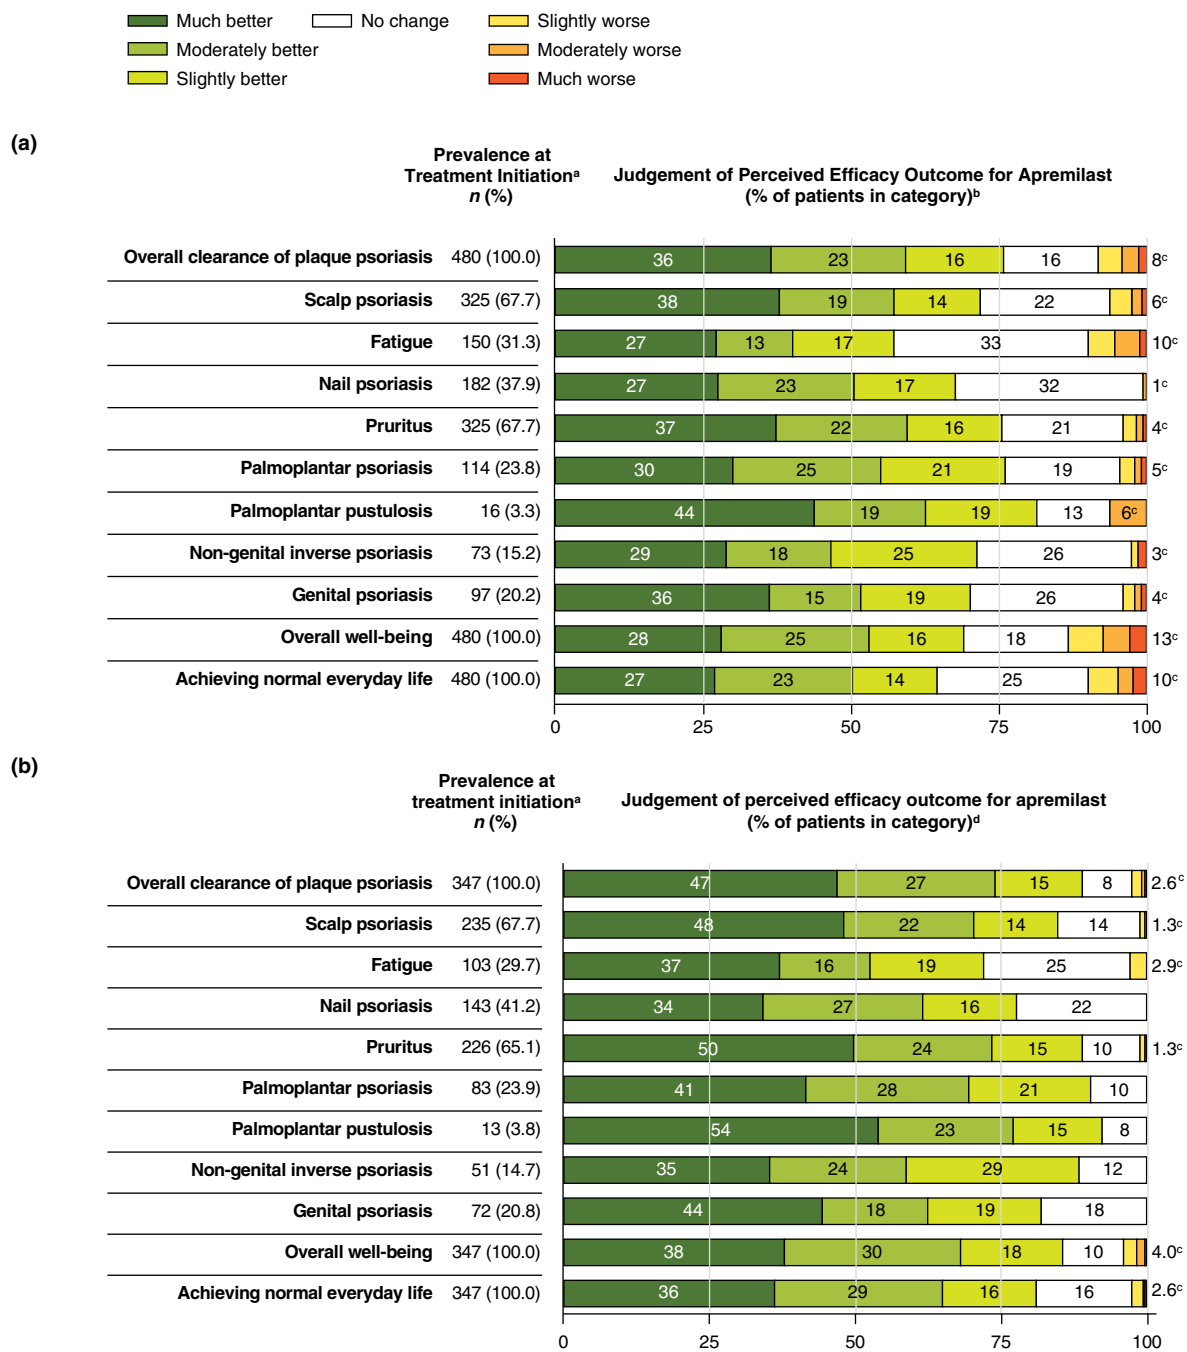 Much better
No change
Slightly worse
Moderately better
Moderately worse
Slightly better
Much worse
(a)
Prevalence at
Treatment Initiationᵃ
n (%)
Judgement of Perceived Efficacy Outcome for Apremilast
(% of patients in category)ᵇ
Overall clearance of plaque psoriasis 480 (100.0) 36 23 16 16 8ᶜ
Scalp psoriasis 325 (67.7) 38 19 14 22 6ᶜ
Fatigue 150 (31.3) 27 13 17 33 10ᶜ
Nail psoriasis 182 (37.9) 27 23 17 32 1ᶜ
Pruritus 325 (67.7) 37 22 16 21 4ᶜ
Palmoplantar psoriasis 114 (23.8) 30 25 21 19 5ᶜ
Palmoplantar pustulosis 16 (3.3) 44 19 19 13 6ᶜ
Non-genital inverse psoriasis 73 (15.2) 29 18 25 26 3ᶜ
Genital psoriasis 97 (20.2) 36 15 19 26 4ᶜ
Overall well-being 480 (100.0) 28 25 16 18 13ᶜ
Achieving normal everyday life 480 (100.0) 27 23 14 25 10ᶜ
0 25 50 75 100
(b)
Prevalence at
treatment initiationᵃ
n (%)
Judgement of perceived efficacy outcome for apremilast
(% of patients in category)ᵈ
Overall clearance of plaque psoriasis 347 (100.0) 47 27 15 8 2.6ᶜ
Scalp psoriasis 235 (67.7) 48 22 14 14 1.3ᶜ
Fatigue 103 (29.7) 37 16 19 25 2.9ᶜ
Nail psoriasis 143 (41.2) 34 27 16 22
Pruritus 226 (65.1) 50 24 15 10 1.3ᶜ
Palmoplantar psoriasis 83 (23.9) 41 28 21 10
Palmoplantar pustulosis 13 (3.8) 54 23 15 8
Non-genital inverse psoriasis 51 (14.7) 35 24 29 12
Genital psoriasis 72 (20.8) 44 18 19 18
Overall well-being 347 (100.0) 38 30 18 10 4.0ᶜ
Achieving normal everyday life 347 (100.0) 36 29 16 16 2.6ᶜ
0 25 50 75 100